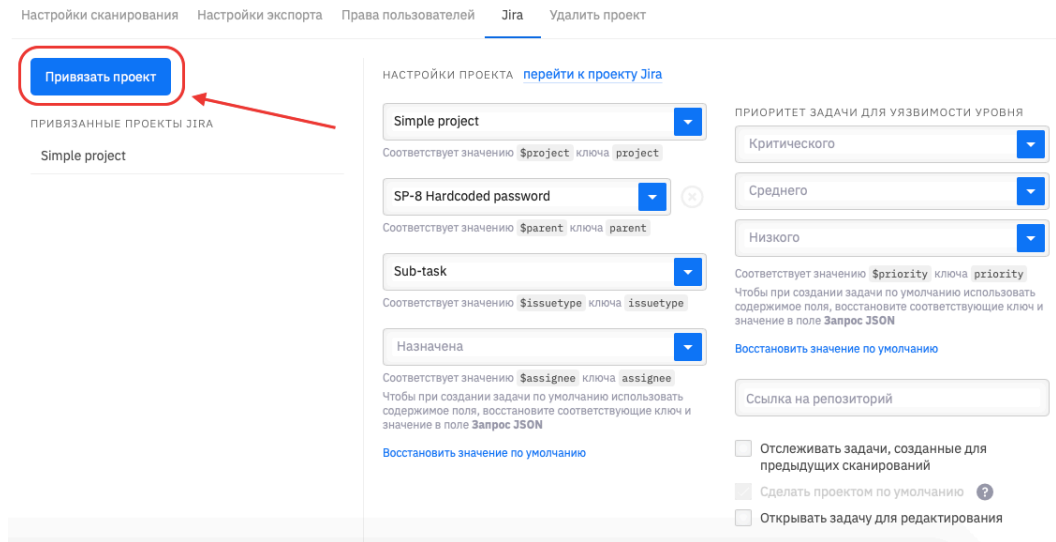 Настройки сканирования Настройки экспорта Права пользователей Jira Удалить проект
Привязать проект
ПРИВЯЗАННЫЕ ПРОЕКТЫ JIRA
Simple project
НАСТРОЙКИ ПРОЕКТА перейти к проекту Jira
Simple project
Соответствует значению $project ключа project
SP-8 Hardcoded password
Соответствует значению $parent ключа parent
Sub-task
Соответствует значению $issuetype ключа issuetype
Назначена
Соответствует значению $assignee ключа assignee
Чтобы при создании задачи по умолчанию использовать
содержимое поля, восстановите соответствующие ключ и
значение в поле Запрос JSON
Восстановить значение по умолчанию
ПРИОРИТЕТ ЗАДАЧИ ДЛЯ УЯЗВИМОСТИ УРОВНЯ
Критического
Среднего
Низкого
Соответствует значению $priority ключа priority
Чтобы при создании задачи по умолчанию использовать
содержимое поля, восстановите соответствующие ключ и
значение в поле Запрос JSON
Восстановить значение по умолчанию
Ссылка на репозиторий
Отслеживать задачи, созданные для
предыдущих сканирований
Сделать проектом по умолчанию ?
Открывать задачу для редактирования